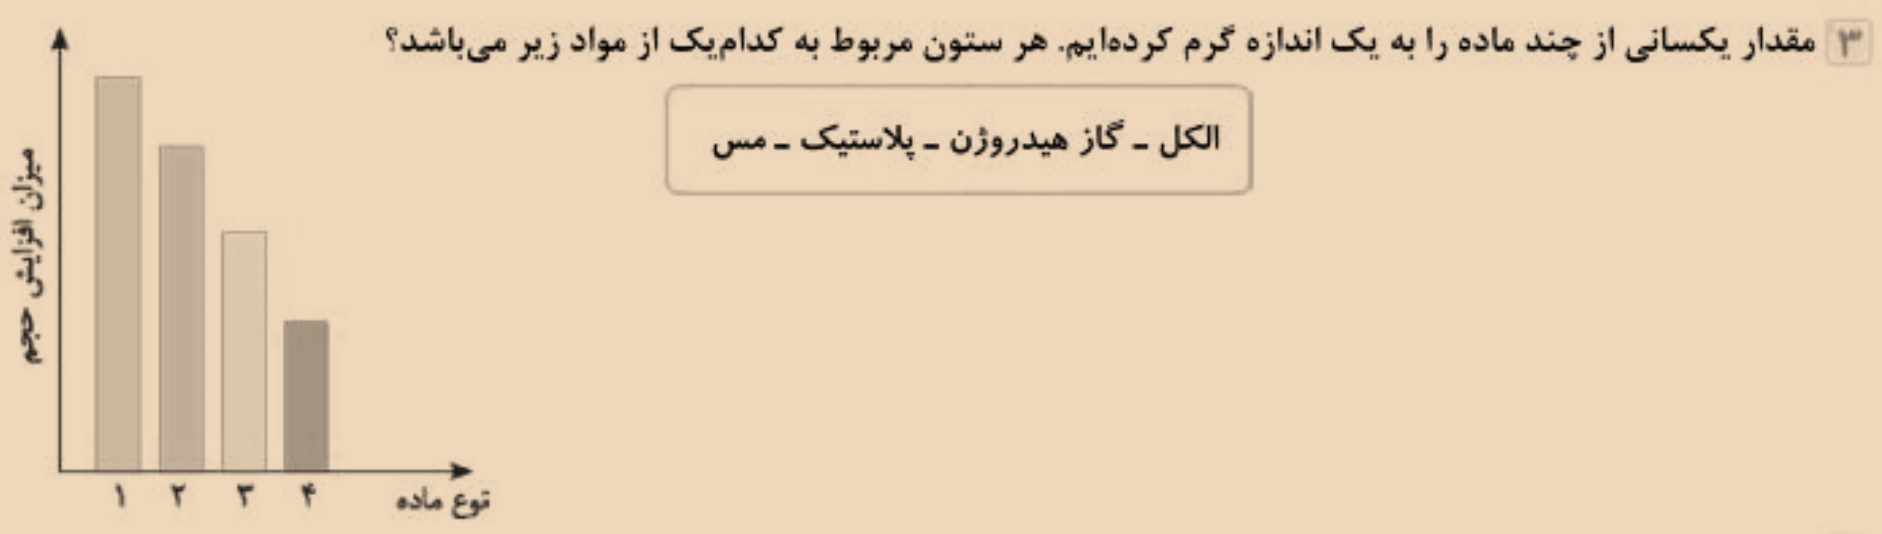 ۳ مقدار یکسانی از چند ماده را به یک اندازه گرم کرده‌ایم. هر ستون مربوط به کدام‌یک از مواد زیر می‌باشد؟
الکل ـ گاز هیدروژن ـ پلاستیک ـ مس
میزان افزایش حجم
۱ ۲ ۳ ۴
نوع ماده